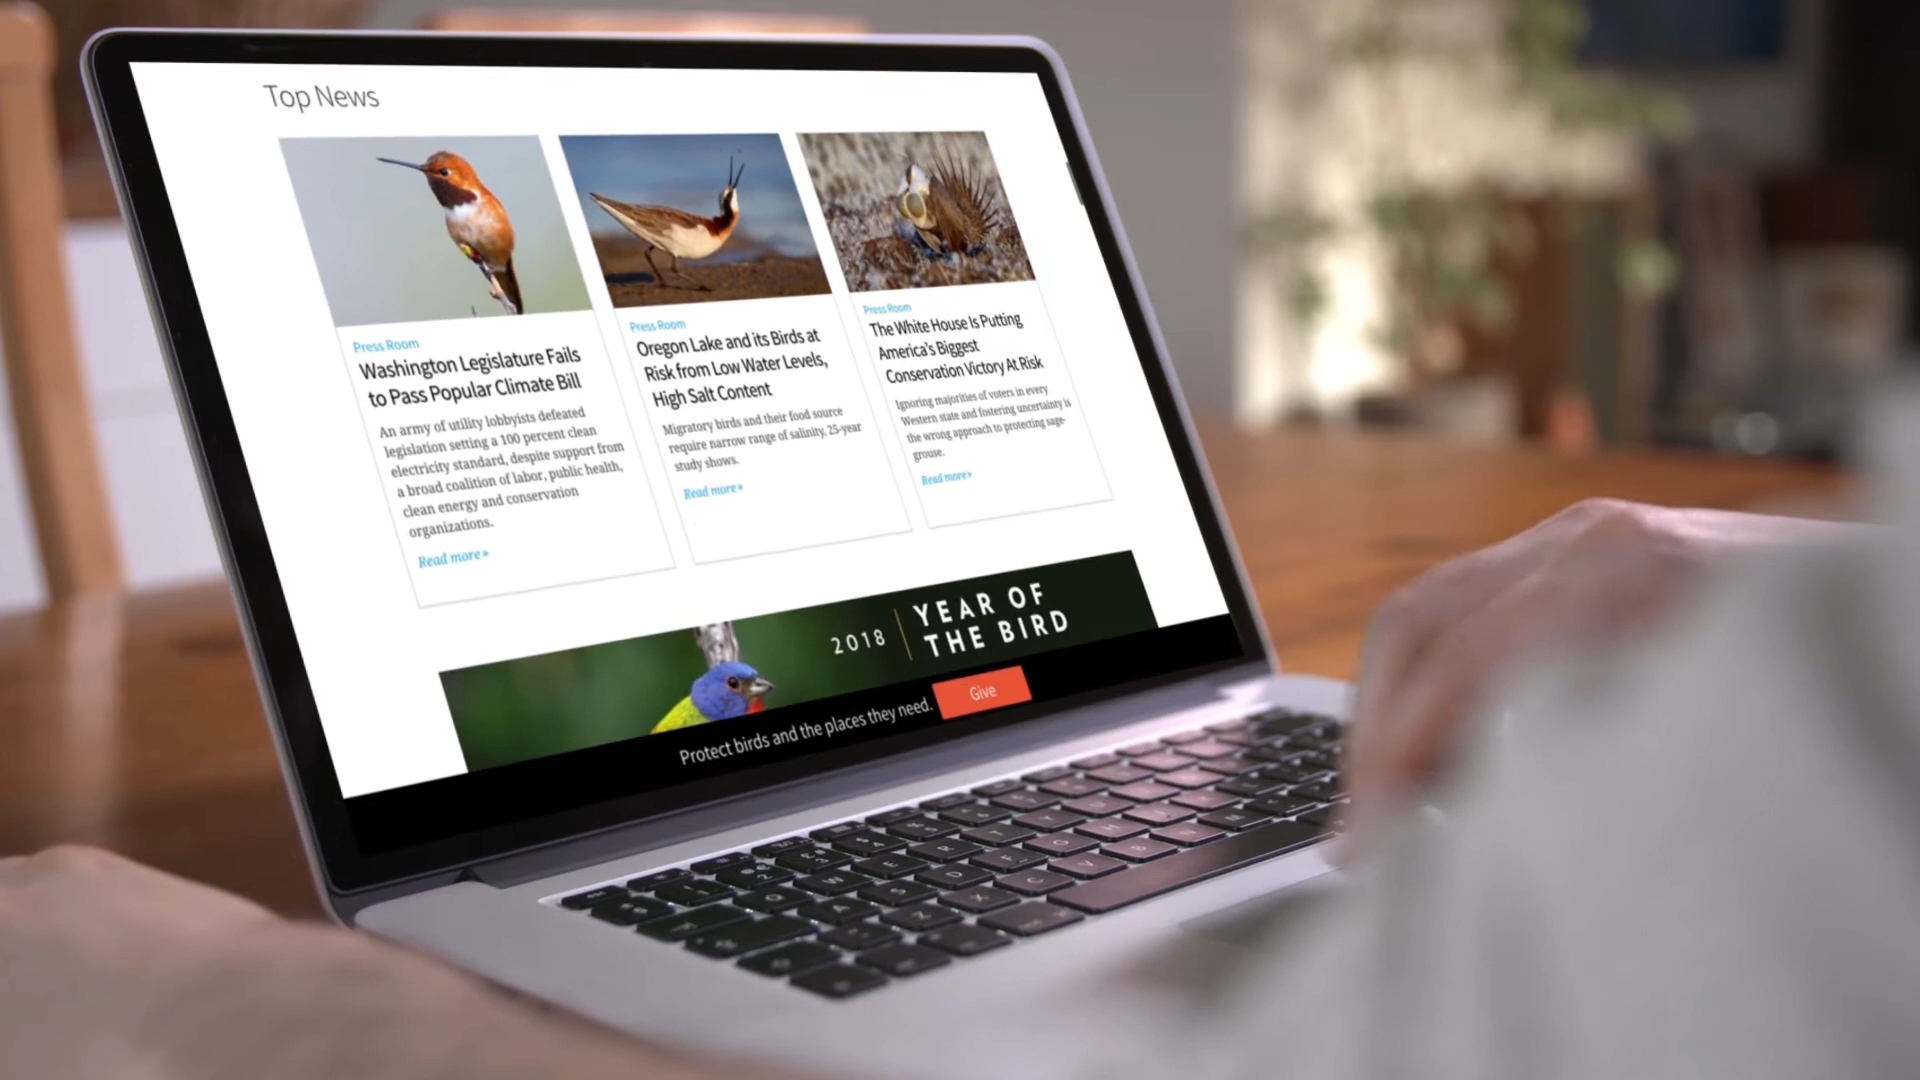 Top News
Press Room
Washington Legislature Fails
to Pass Popular Climate Bill
An army of utility lobbyists defeated
legislation setting a 100 percent clean
electricity standard, despite support from
a broad coalition of labor, public health,
clean energy and conservation
organizations.
Read more»
Press Room
Oregon Lake and its Birds at
Risk from Low Water Levels,
High Salt Content
Migratory birds and their food source
require narrow range of salinity, 25-year
study shows.
Read more»
Press Room
The White House Is Putting
America's Biggest
Conservation Victory At Risk
Ignoring majorities of voters in every
Western state and fostering uncertainty is
the wrong approach to protecting sage-
grouse.
Read more»
2018
YEAR OF
THE BIRD
Protect birds and the places they need.
Give